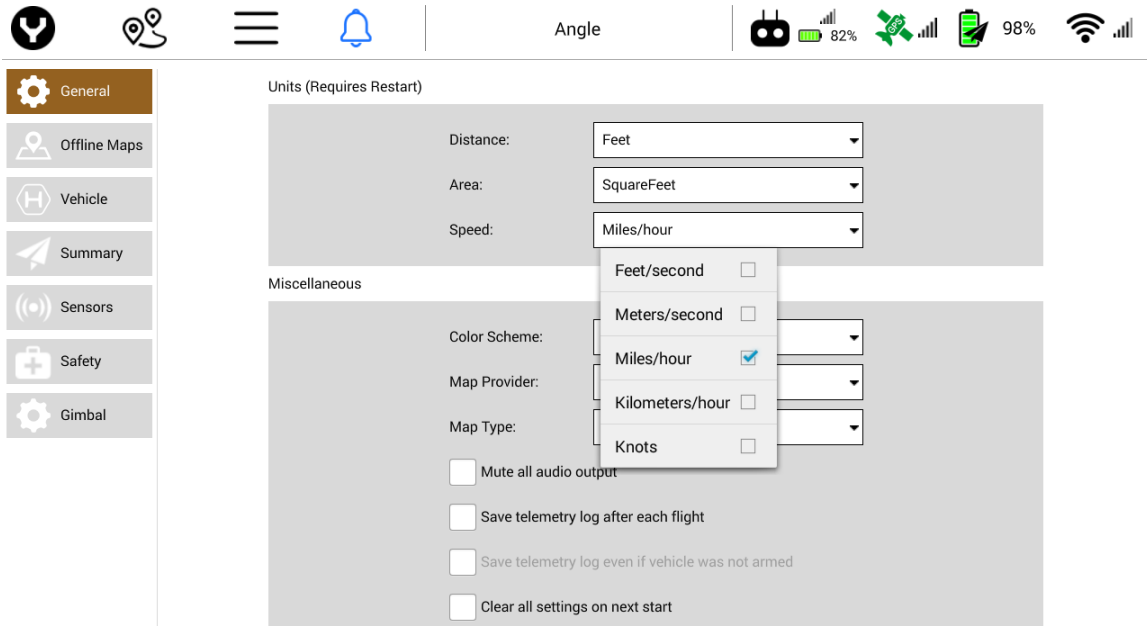 Angle
82%
GPS
98%
General
Offline Maps
Vehicle
Summary
Sensors
Safety
Gimbal
Units (Requires Restart)
Distance:
Feet
Area:
SquareFeet
Speed:
Miles/hour
Feet/second
Meters/second
Miles/hour
Kilometers/hour
Knots
Miscellaneous
Color Scheme:
Map Provider:
Map Type:
Mute all audio output
Save telemetry log after each flight
Save telemetry log even if vehicle was not armed
Clear all settings on next start